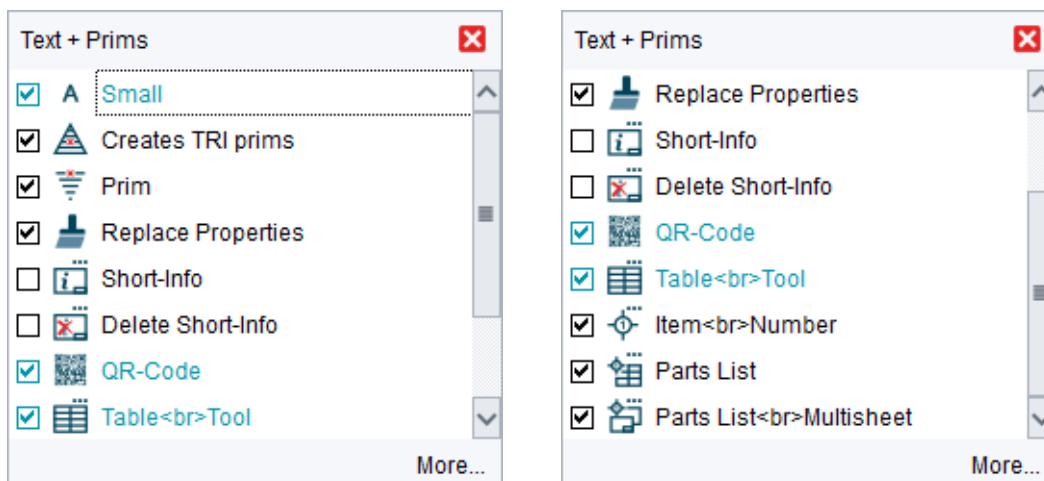 Text + Prims
A Small
Creates TRI prims
Prim
Replace Properties
Short-Info
Delete Short-Info
QR-Code
Table<br>Tool
More...
Text + Prims
Replace Properties
Short-Info
Delete Short-Info
QR-Code
Table<br>Tool
Item<br>Number
Parts List
Parts List<br>Multisheet
More...